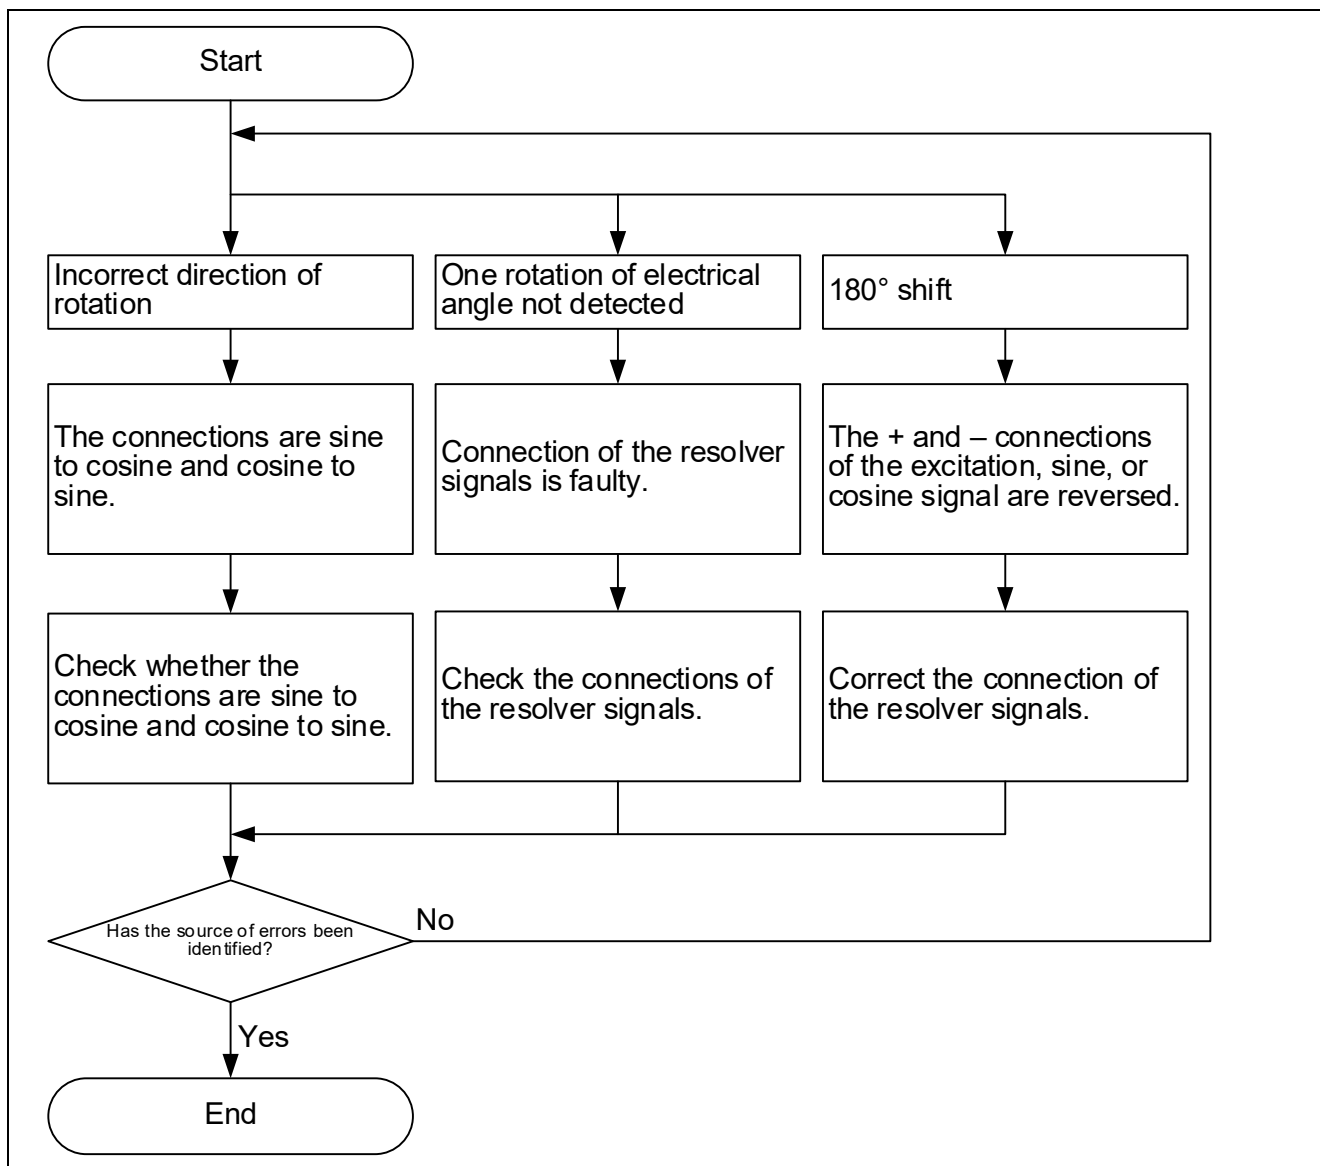 Start
Incorrect direction of
rotation
One rotation of electrical
angle not detected
180° shift
The connections are sine
to cosine and cosine to
sine.
Connection of the resolver
signals is faulty.
The + and – connections
of the excitation, sine, or
cosine signal are reversed.
Check whether the
connections are sine to
cosine and cosine to sine.
Check the connections of
the resolver signals.
Correct the connection of
the resolver signals.
Has the source of errors been
identified?
No
Yes
End